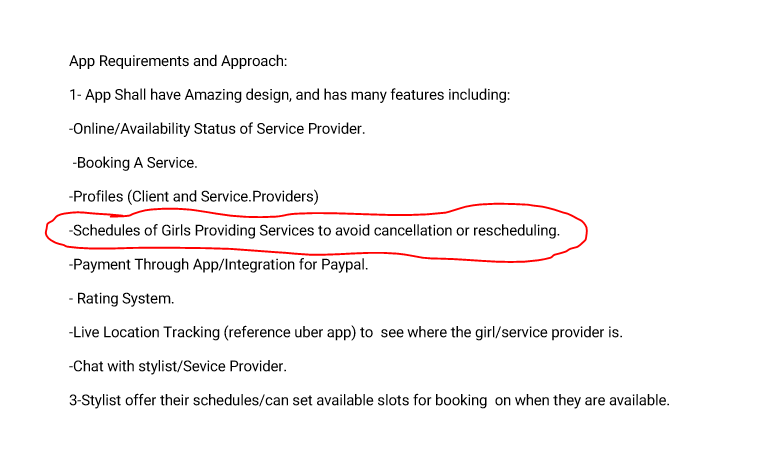 App Requirements and Approach:
1- App Shall have Amazing design, and has many features including:
-Online/Availability Status of Service Provider.
-Booking A Service.
-Profiles (Client and Service.Providers)
-Schedules of Girls Providing Services to avoid cancellation or rescheduling.
-Payment Through App/Integration for Paypal.
- Rating System.
-Live Location Tracking (reference uber app) to  see where the girl/service provider is.
-Chat with stylist/Sevice Provider.
3-Stylist offer their schedules/can set available slots for booking  on when they are available.